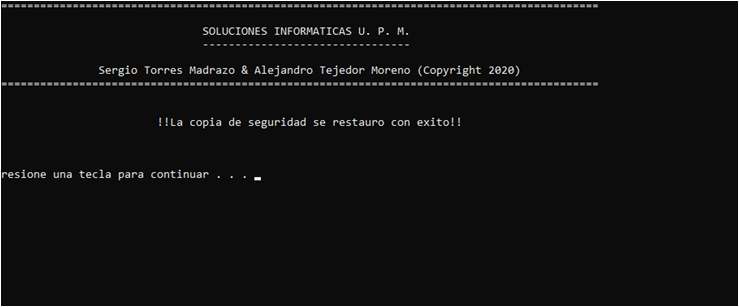 ============================================================================================
SOLUCIONES INFORMATICAS U. P. M.
--------------------------------
Sergio Torres Madrazo & Alejandro Tejedor Moreno (Copyright 2020)
============================================================================================
!!La copia de seguridad se restauro con exito!!
resione una tecla para continuar . . . _